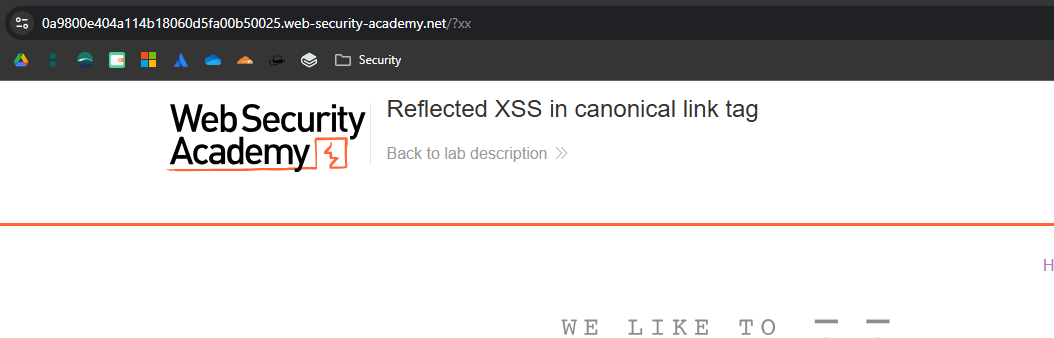 0a9800e404a114b18060d5fa00b50025.web-security-academy.net/?xx
Security
Web Security
Academy
Reflected XSS in canonical link tag
Back to lab description
H
WE LIKE TO